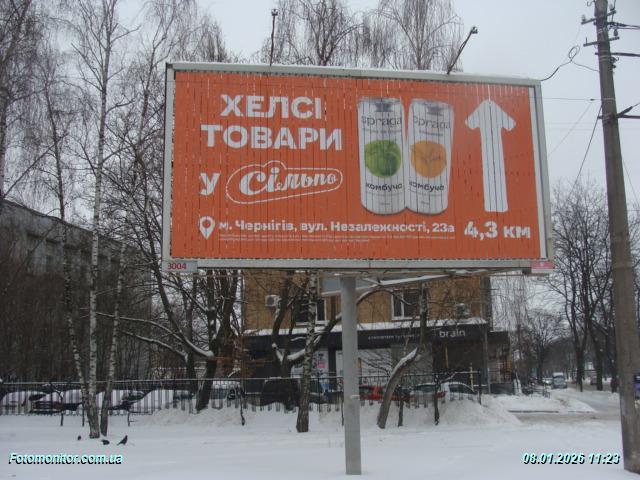 ХЕЛСІ
ТОВАРИ
У Сільпо
spraga
комбуча
spraga
комбуча
м. Чернігів, вул. Незалежності, 23а
4,3 км
3004
brain
Fotomonitor.com.ua
08.01.2026 11:23